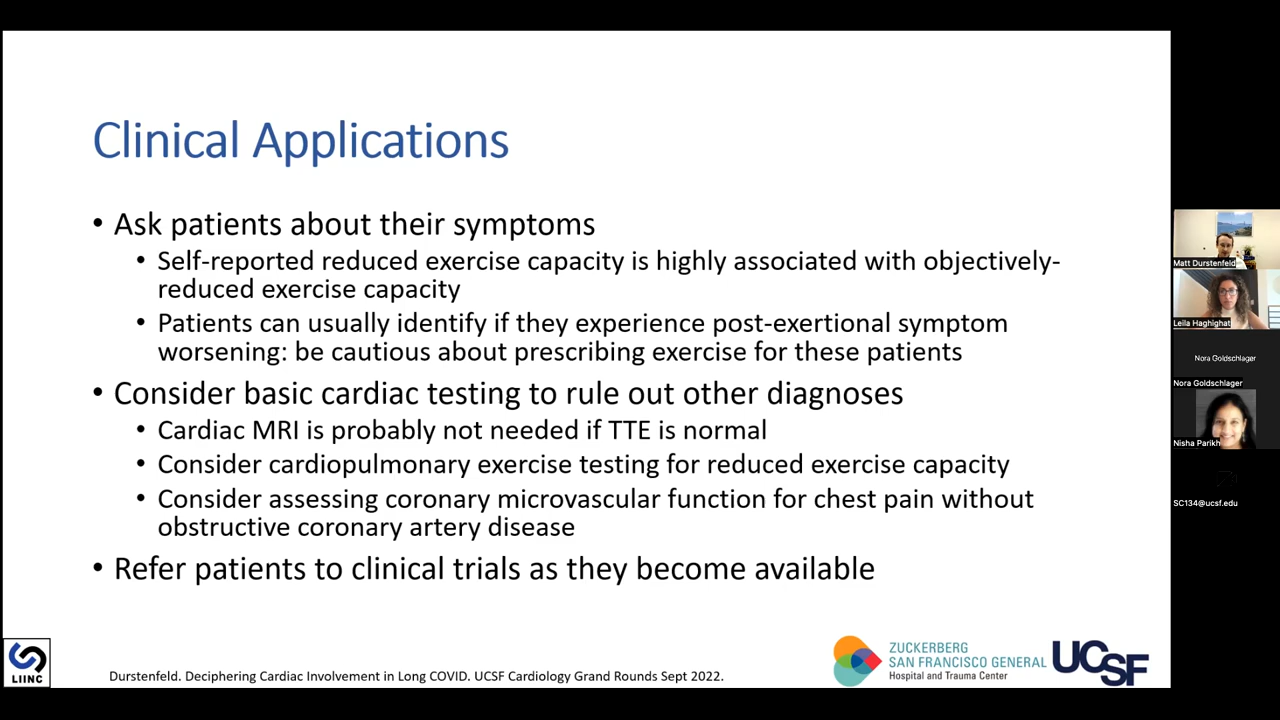 Clinical Applications
• Ask patients about their symptoms
• Self-reported reduced exercise capacity is highly associated with objectively-
reduced exercise capacity
• Patients can usually identify if they experience post-exertional symptom
worsening: be cautious about prescribing exercise for these patients
• Consider basic cardiac testing to rule out other diagnoses
• Cardiac MRI is probably not needed if TTE is normal
• Consider cardiopulmonary exercise testing for reduced exercise capacity
• Consider assessing coronary microvascular function for chest pain without
obstructive coronary artery disease
• Refer patients to clinical trials as they become available
LIINC
Durstenfeld. Deciphering Cardiac Involvement in Long COVID. UCSF Cardiology Grand Rounds Sept 2022.
ZUCKERBERG
SAN FRANCISCO GENERAL
Hospital and Trauma Center
UCSF
Matt Durstenfeld
Leila Haghighat
Nora Goldschlager
Nora Goldschlager
Nisha Parikh
SC134@ucsf.edu